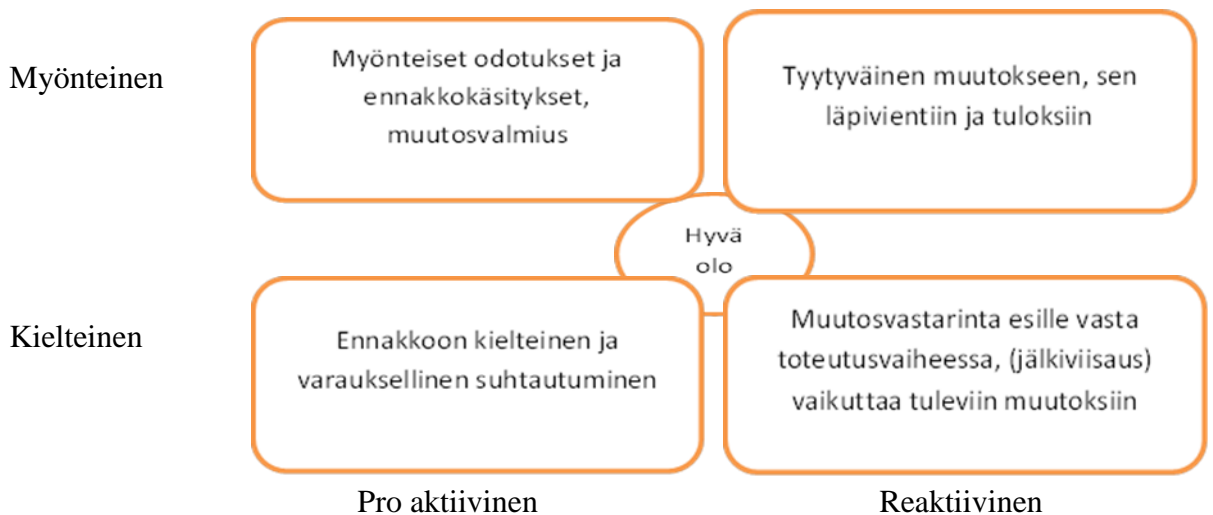 Myönteinen
Myönteiset odotukset ja
ennakkokäsitykset,
muutosvalmius
Tyytyväinen muutokseen, sen
läpivientiin ja tuloksiin
Hyvä
olo
Kielteinen
Ennakkoon kielteinen ja
varauksellinen suhtautuminen
Muutosvastarinta esille vasta
toteutusvaiheessa, (jälkiviisaus)
vaikuttaa tuleviin muutoksiin
Pro aktiivinen
Reaktiivinen